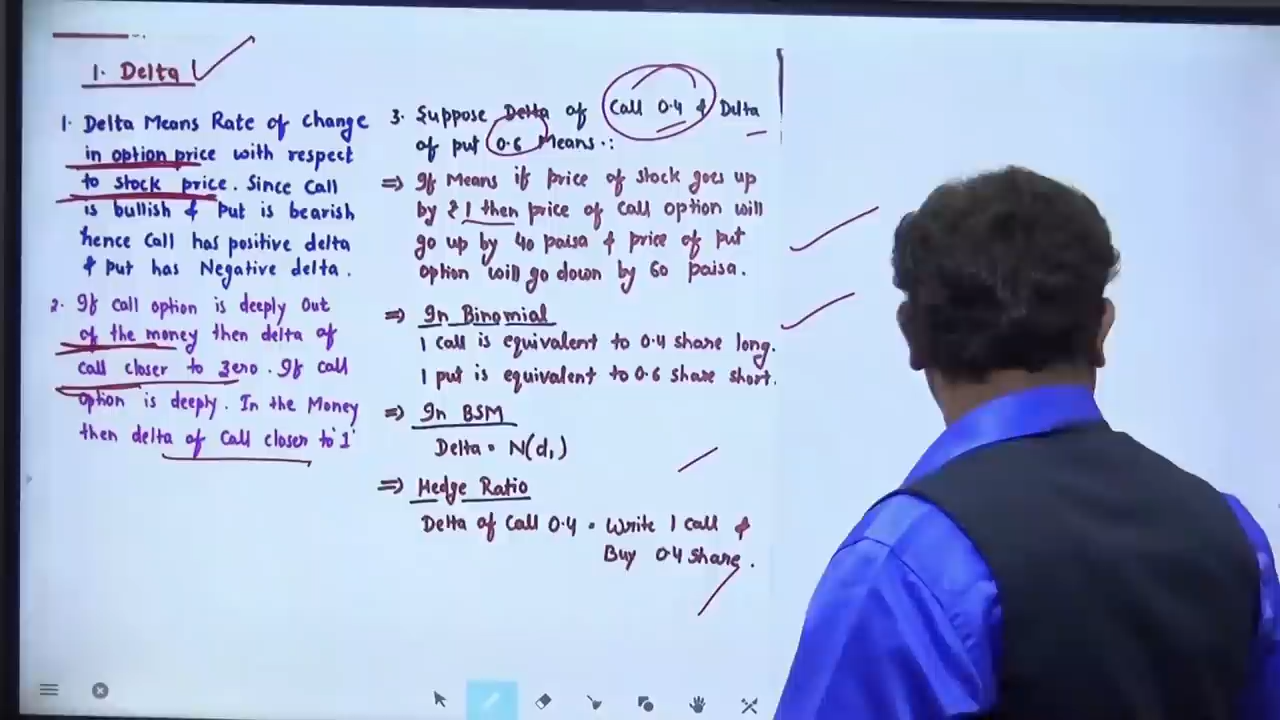 1. Delta
1. Delta Means Rate of change
in option price with respect
to stock price. Since Call
is bullish & put is bearish
hence Call has positive delta
& put has Negative delta.
2. If call option is deeply Out
of the money then delta of
call closer to zero. If call
option is deeply. In the Money
then delta of Call closer to '1'
3. Suppose Delta of Call 0.4 & Delta
of put 0.6 Means :
⇒ It Means if price of stock goes up
by ₹1 then price of Call option will
go up by 40 paisa & price of put
option will go down by 60 paisa.
⇒ In Binomial
1 call is equivalent to 0.4 share long.
1 put is equivalent to 0.6 share short.
⇒ In BSM
Delta = N(d₁)
⇒ Hedge Ratio
Delta of Call 0.4 = Write 1 call &
Buy 0.4 share.